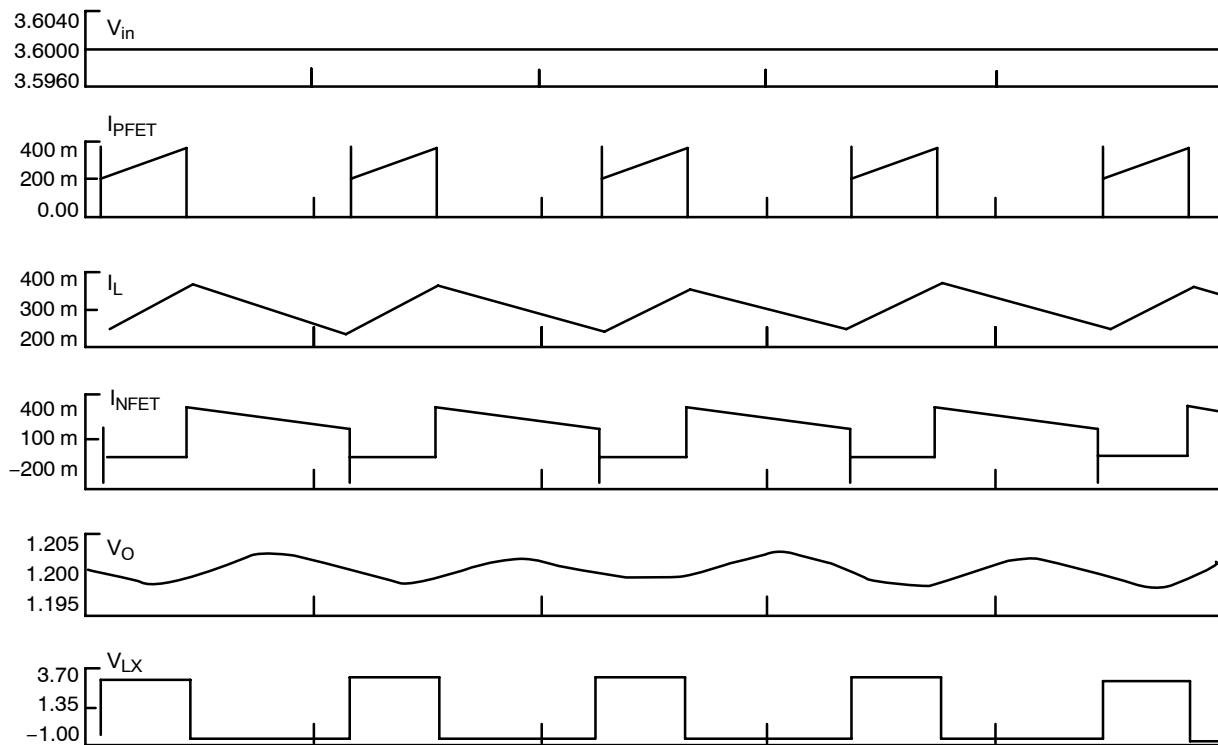 3.6040
V_in
3.6000
3.5960
I_PFET
400 m
200 m
0.00
400 m
I_L
300 m
200 m
I_NFET
400 m
100 m
−200 m
1.205
V_O
1.200
1.195
V_LX
3.70
1.35
−1.00